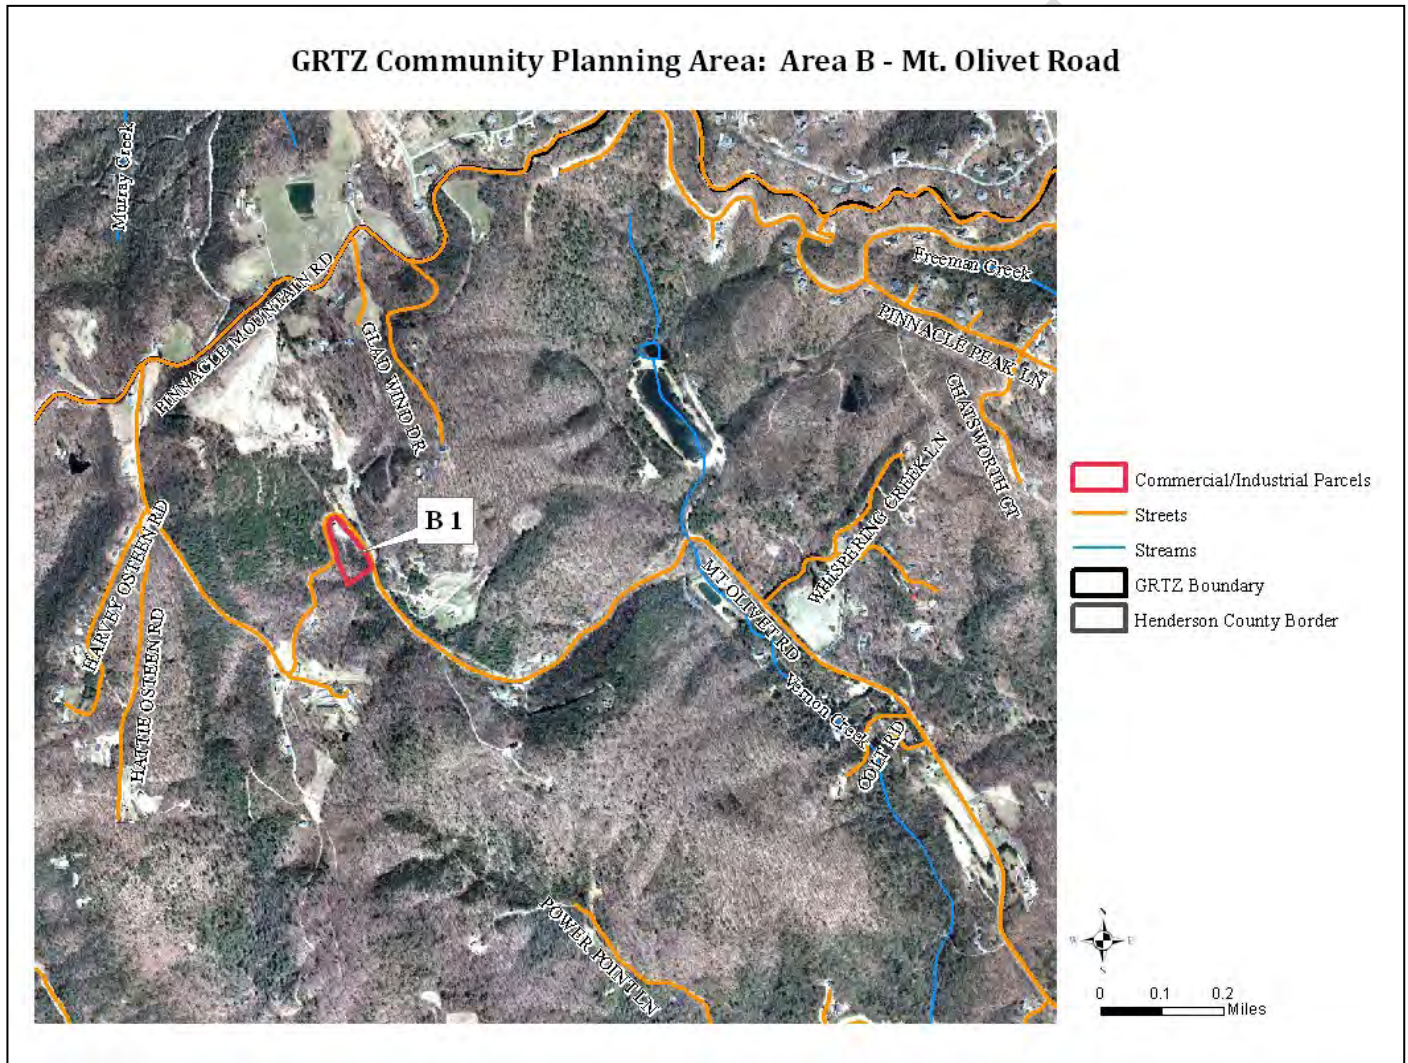 GRTZ Community Planning Area: Area B - Mt. Olivet Road
Murray Creek
PINNACLE MOUNTAIN RD
GLAD WIND DR
Freeman Creek
PINNACLE PEAK LN
CHATSWORTH CT
WHISPERING CREEK LN
B 1
HARVEY OSTEEN RD
HATTIE OSTEEN RD
MT OLIVET RD
Vernon Creek
COLT RD
POWER POINT LN
Commercial/Industrial Parcels
Streets
Streams
GRTZ Boundary
Henderson County Border
N
W E
S
0 0.1 0.2
Miles